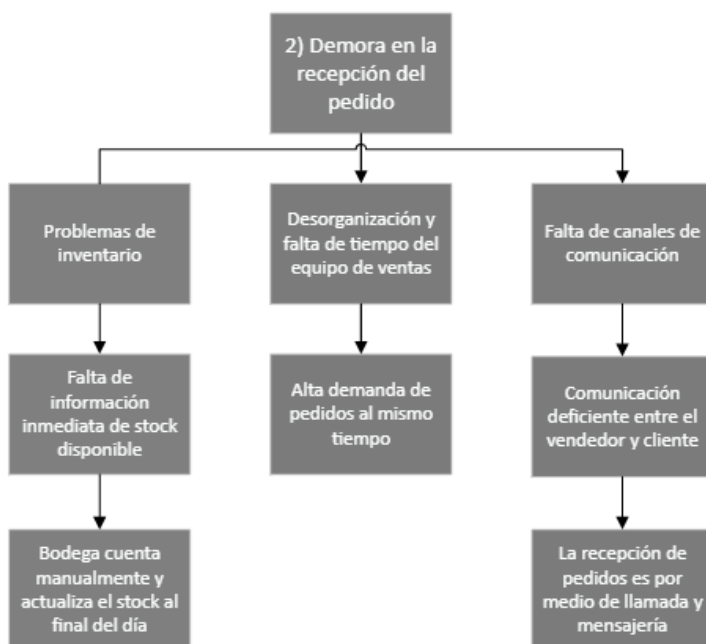 2) Demora en la
recepción del
pedido
Problemas de
inventario
Desorganización y
falta de tiempo del
equipo de ventas
Falta de canales de
comunicación
Falta de
información
inmediata de stock
disponible
Alta demanda de
pedidos al mismo
tiempo
Comunicación
deficiente entre el
vendedor y cliente
Bodega cuenta
manualmente y
actualiza el stock al
final del día
La recepción de
pedidos es por
medio de llamada y
mensajería